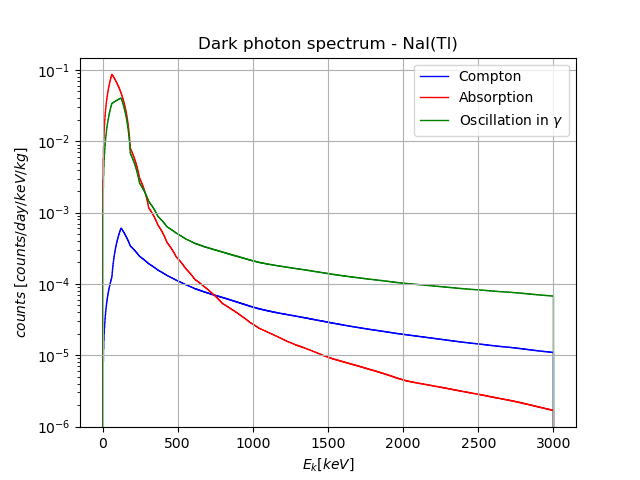 Dark photon spectrum - NaI(Tl)
Compton
Absorption
Oscillation in γ
counts [counts/day/keV/kg]
10⁻¹
10⁻²
10⁻³
10⁻⁴
10⁻⁵
10⁻⁶
0 500 1000 1500 2000 2500 3000
E_k[keV]